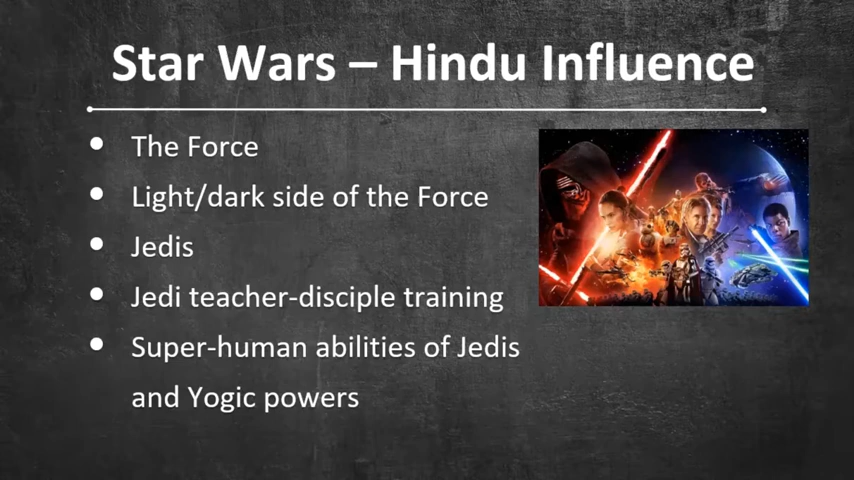 Star Wars – Hindu Influence
• The Force
• Light/dark side of the Force
• Jedis
• Jedi teacher-disciple training
• Super-human abilities of Jedis
and Yogic powers